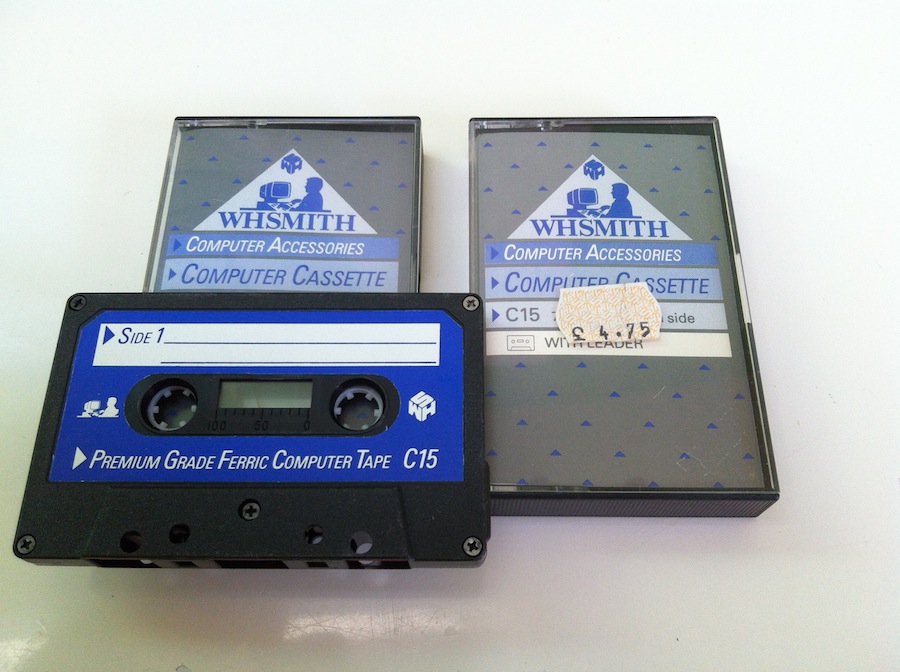 WHSMITH
COMPUTER ACCESSORIES
COMPUTER CASSETTE
WHSMITH
COMPUTER ACCESSORIES
COMPUTER CASSETTE
C15 side
£ 4.75
WITH LEADER
SIDE 1
100 50 0
PREMIUM GRADE FERRIC COMPUTER TAPE C15